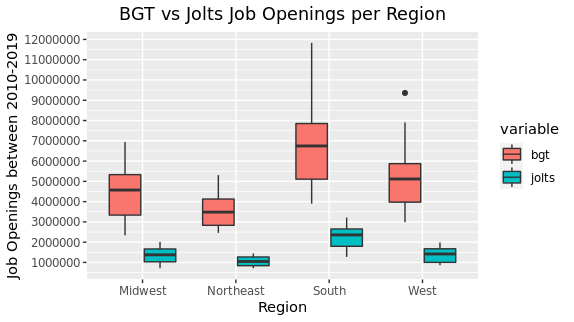 BGT vs Jolts Job Openings per Region
Job Openings between 2010-2019
12000000
11000000
10000000
9000000
8000000
7000000
6000000
5000000
4000000
3000000
2000000
1000000
Midwest Northeast South West
Region
variable
bgt
jolts